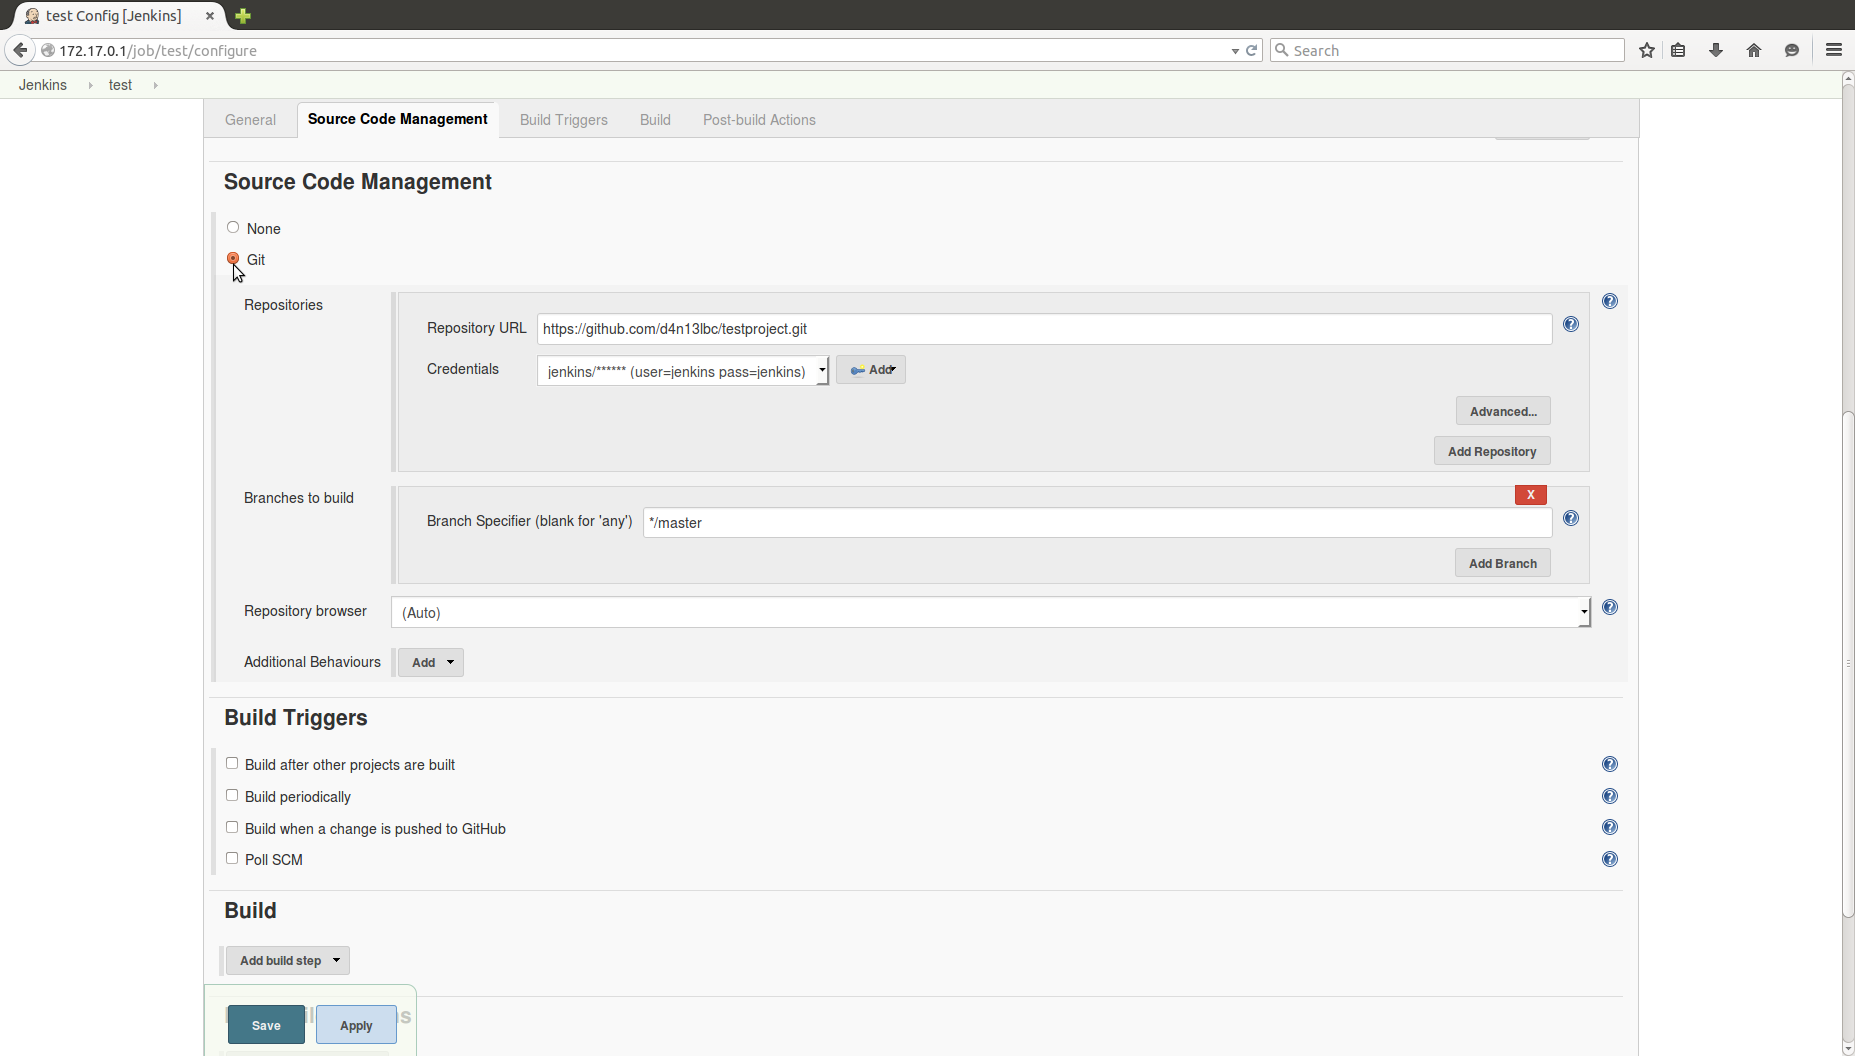 test Config [Jenkins]
172.17.0.1/job/test/configure
Search
Jenkins test
General Source Code Management Build Triggers Build Post-build Actions
Source Code Management
None
Git
Repositories
Repository URL https://github.com/d4n13lbc/testproject.git
Credentials jenkins/****** (user=jenkins pass=jenkins) Add
Advanced...
Add Repository
Branches to build
X
Branch Specifier (blank for 'any') */master
Add Branch
Repository browser (Auto)
Additional Behaviours Add
Build Triggers
Build after other projects are built
Build periodically
Build when a change is pushed to GitHub
Poll SCM
Build
Add build step
Save Apply